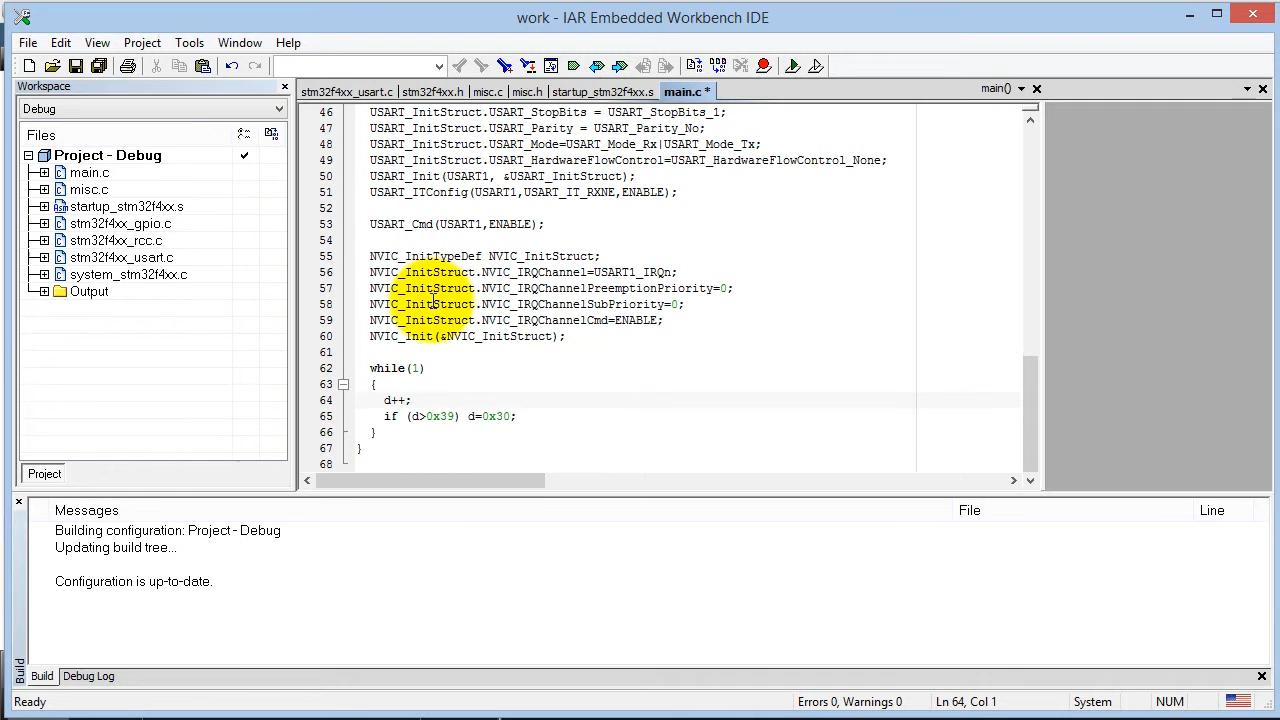 work - IAR Embedded Workbench IDE
File Edit View Project Tools Window Help
Workspace
Debug
Files
Project - Debug
main.c
misc.c
startup_stm32f4xx.s
stm32f4xx_gpio.c
stm32f4xx_rcc.c
stm32f4xx_usart.c
system_stm32f4xx.c
Output
Project
stm32f4xx_usart.c stm32f4xx.h misc.c misc.h startup_stm32f4xx.s main.c * main()
46 USART_InitStruct.USART_StopBits = USART_StopBits_1;
47 USART_InitStruct.USART_Parity = USART_Parity_No;
48 USART_InitStruct.USART_Mode=USART_Mode_Rx|USART_Mode_Tx;
49 USART_InitStruct.USART_HardwareFlowControl=USART_HardwareFlowControl_None;
50 USART_Init(USART1, &USART_InitStruct);
51 USART_ITConfig(USART1,USART_IT_RXNE,ENABLE);
52
53 USART_Cmd(USART1,ENABLE);
54
55 NVIC_InitTypeDef NVIC_InitStruct;
56 NVIC_InitStruct.NVIC_IRQChannel=USART1_IRQn;
57 NVIC_InitStruct.NVIC_IRQChannelPreemptionPriority=0;
58 NVIC_InitStruct.NVIC_IRQChannelSubPriority=0;
59 NVIC_InitStruct.NVIC_IRQChannelCmd=ENABLE;
60 NVIC_Init(&NVIC_InitStruct);
61
62 while(1)
63 {
64 d++;
65 if (d>0x39) d=0x30;
66 }
67 }
68
Messages File Line
Building configuration: Project - Debug
Updating build tree...
Configuration is up-to-date.
Build
Build Debug Log
Ready Errors 0, Warnings 0 Ln 64, Col 1 System NUM